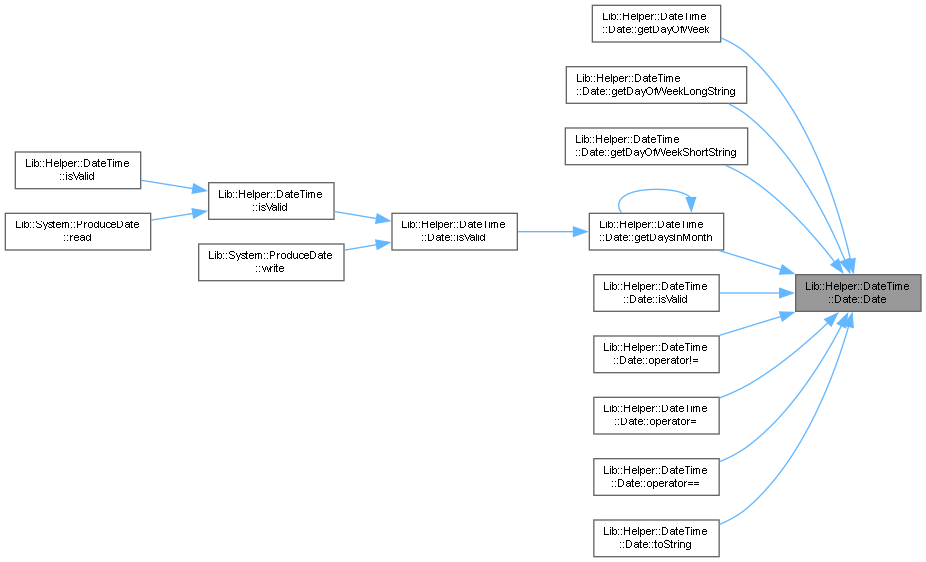 Lib::Helper::DateTime
::Date::getDayOfWeek
Lib::Helper::DateTime
::Date::getDayOfWeekLongString
Lib::Helper::DateTime
::Date::getDayOfWeekShortString
Lib::Helper::DateTime
::isValid
Lib::Helper::DateTime
::isValid
Lib::System::ProduceDate
::read
Lib::Helper::DateTime
::Date::isValid
Lib::System::ProduceDate
::write
Lib::Helper::DateTime
::Date::getDaysInMonth
Lib::Helper::DateTime
::Date::isValid
Lib::Helper::DateTime
::Date::Date
Lib::Helper::DateTime
::Date::operator!=
Lib::Helper::DateTime
::Date::operator=
Lib::Helper::DateTime
::Date::operator==
Lib::Helper::DateTime
::Date::toString